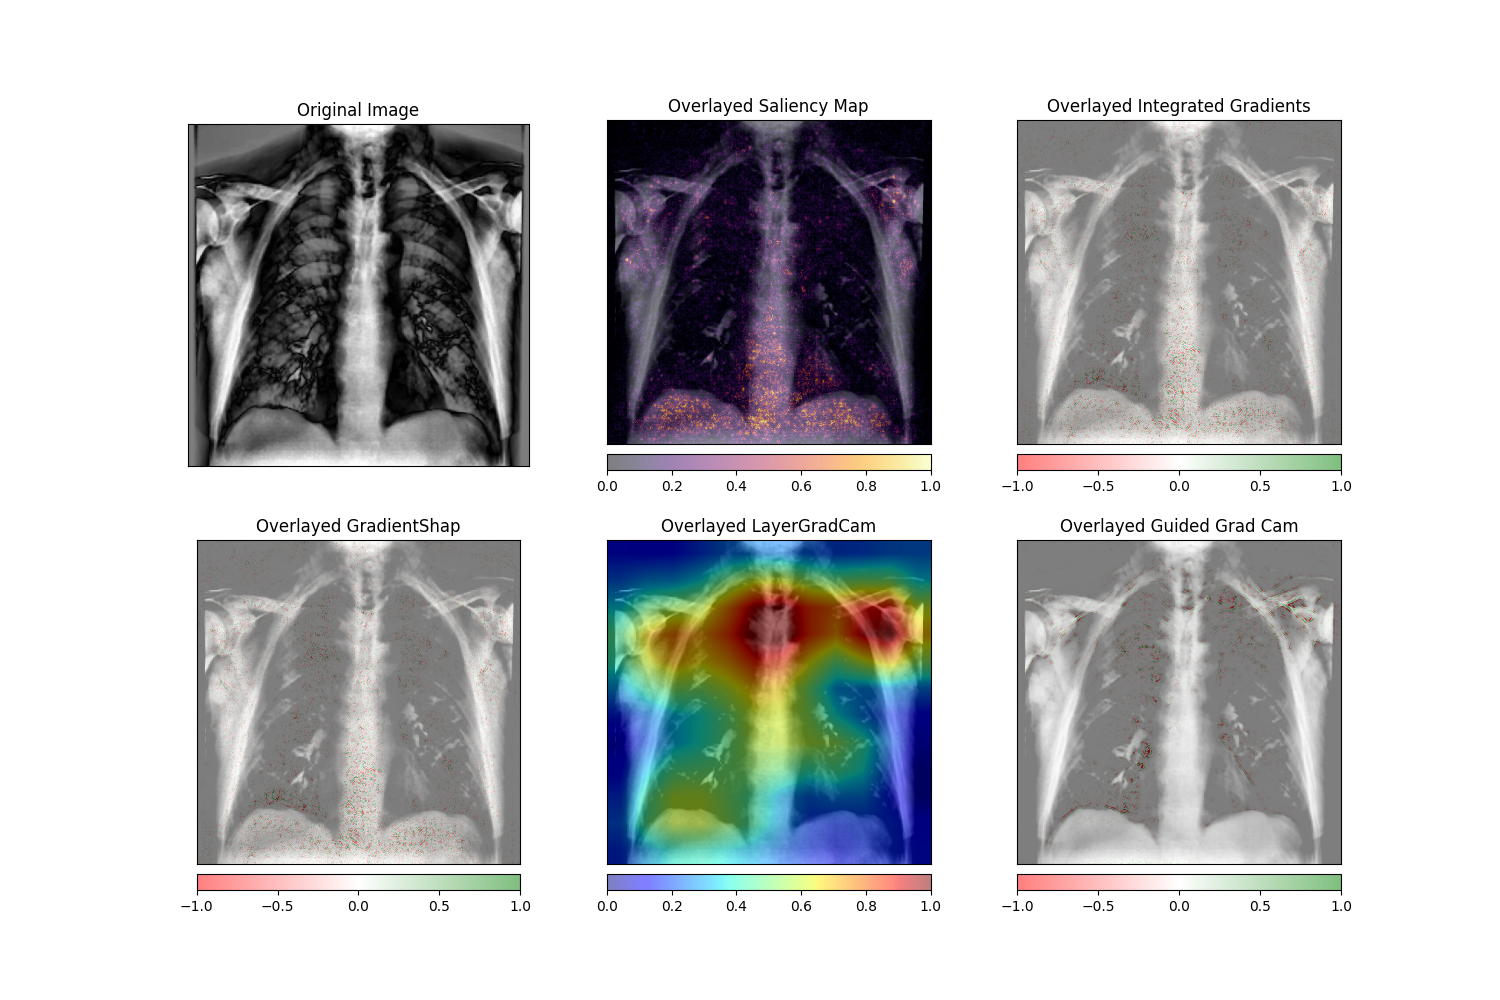 Original Image
Overlayed Saliency Map
Overlayed Integrated Gradients
0.0 0.2 0.4 0.6 0.8 1.0
−1.0 −0.5 0.0 0.5 1.0
Overlayed GradientShap
Overlayed LayerGradCam
Overlayed Guided Grad Cam
−1.0 −0.5 0.0 0.5 1.0
0.0 0.2 0.4 0.6 0.8 1.0
−1.0 −0.5 0.0 0.5 1.0